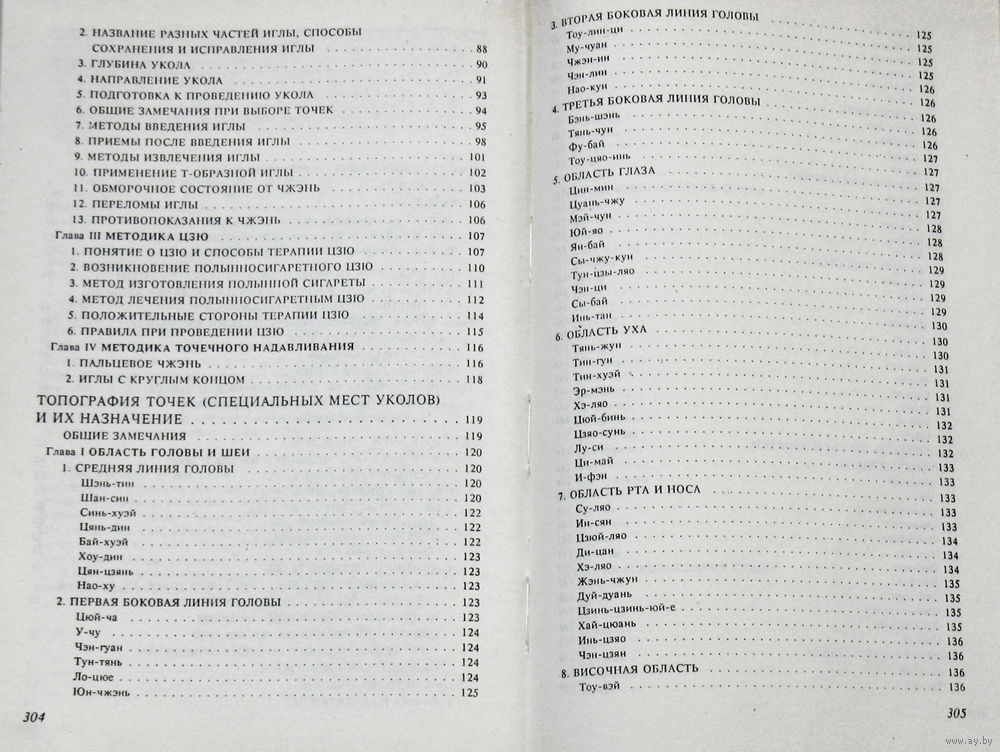 2. НАЗВАНИЕ РАЗНЫХ ЧАСТЕЙ ИГЛЫ, СПОСОБЫ
СОХРАНЕНИЯ И ИСПРАВЛЕНИЯ ИГЛЫ 88
3. ГЛУБИНА УКОЛА 90
4. НАПРАВЛЕНИЕ УКОЛА 91
5. ПОДГОТОВКА К ПРОВЕДЕНИЮ УКОЛА 93
6. ОБЩИЕ ЗАМЕЧАНИЯ ПРИ ВЫБОРЕ ТОЧЕК 94
7. МЕТОДЫ ВВЕДЕНИЯ ИГЛЫ 95
8. ПРИЕМЫ ПОСЛЕ ВВЕДЕНИЯ ИГЛЫ 98
9. МЕТОДЫ ИЗВЛЕЧЕНИЯ ИГЛЫ 101
10. ПРИМЕНЕНИЕ Т-ОБРАЗНОЙ ИГЛЫ 102
11. ОБМОРОЧНОЕ СОСТОЯНИЕ ОТ ЧЖЭНЬ 103
12. ПЕРЕЛОМЫ ИГЛЫ 106
13. ПРОТИВОПОКАЗАНИЯ К ЧЖЭНЬ 106
Глава III МЕТОДИКА ЦЗЮ 107
1. ПОНЯТИЕ О ЦЗЮ И СПОСОБЫ ТЕРАПИИ ЦЗЮ 107
2. ВОЗНИКНОВЕНИЕ ПОЛЫННОСИГАРЕТНОГО ЦЗЮ 110
3. МЕТОД ИЗГОТОВЛЕНИЯ ПОЛЫННОЙ СИГАРЕТЫ 111
4. МЕТОД ЛЕЧЕНИЯ ПОЛЫННОСИГАРЕТНЫМ ЦЗЮ 112
5. ПОЛОЖИТЕЛЬНЫЕ СТОРОНЫ ТЕРАПИИ ЦЗЮ 114
6. ПРАВИЛА ПРИ ПРОВЕДЕНИИ ЦЗЮ 115
Глава IV МЕТОДИКА ТОЧЕЧНОГО НАДАВЛИВАНИЯ 116
1. ПАЛЬЦЕВОЕ ЧЖЭНЬ 116
2. ИГЛЫ С КРУГЛЫМ КОНЦОМ 118
ТОПОГРАФИЯ ТОЧЕК (СПЕЦИАЛЬНЫХ МЕСТ УКОЛОВ)
И ИХ НАЗНАЧЕНИЕ 119
ОБЩИЕ ЗАМЕЧАНИЯ 119
Глава I ОБЛАСТЬ ГОЛОВЫ И ШЕИ 120
1. СРЕДНЯЯ ЛИНИЯ ГОЛОВЫ 120
Шэнь-тин 120
Шан-син 120
Синь-хуэй 122
Цянь-дин 122
Бай-хуэй 122
Хоу-дин 123
Цян-цзянь 123
Нао-ху 123
2. ПЕРВАЯ БОКОВАЯ ЛИНИЯ ГОЛОВЫ 123
Цюй-ча 123
У-чу 124
Чэн-гуан 124
Тун-тянь 124
Ло-цюе 124
Юн-чжэнь 125
304
3. ВТОРАЯ БОКОВАЯ ЛИНИЯ ГОЛОВЫ 125
Тоу-лин-ци 125
Му-чуан 125
Чжэн-ин 125
Чэн-лин 126
Нао-кун 126
4. ТРЕТЬЯ БОКОВАЯ ЛИНИЯ ГОЛОВЫ 126
Бэнь-шэнь 126
Тянь-чун 126
Фу-бай 127
Тоу-цяо-инь 127
5. ОБЛАСТЬ ГЛАЗА 127
Цин-мин 127
Цуань-чжу 127
Мэй-чун 128
Юй-яо 128
Ян-бай 128
Сы-чжу-кун 129
Тун-цзы-ляо 129
Чэн-ци 129
Сы-бай 129
Инь-тан 130
6. ОБЛАСТЬ УХА 130
Тянь-жун 130
Тин-гун 131
Тин-хуэй 131
Эр-мэнь 131
Хэ-ляо 131
Цюй-бинь 132
Цзяо-сунь 132
Лу-си 132
Ци-май 133
И-фэн 133
7. ОБЛАСТЬ РТА И НОСА 133
Су-ляо 133
Ин-сян 133
Цзюй-ляо 134
Ди-цан 134
Хэ-ляо 134
Жэнь-чжун 135
Дуй-дуань 135
Цзинь-цзинь-юй-е 135
Хай-цюань 135
Инь-цзяо 136
Чэн-цзян 136
8. ВИСОЧНАЯ ОБЛАСТЬ 136
Тоу-вэй 136
305
www.ay.by